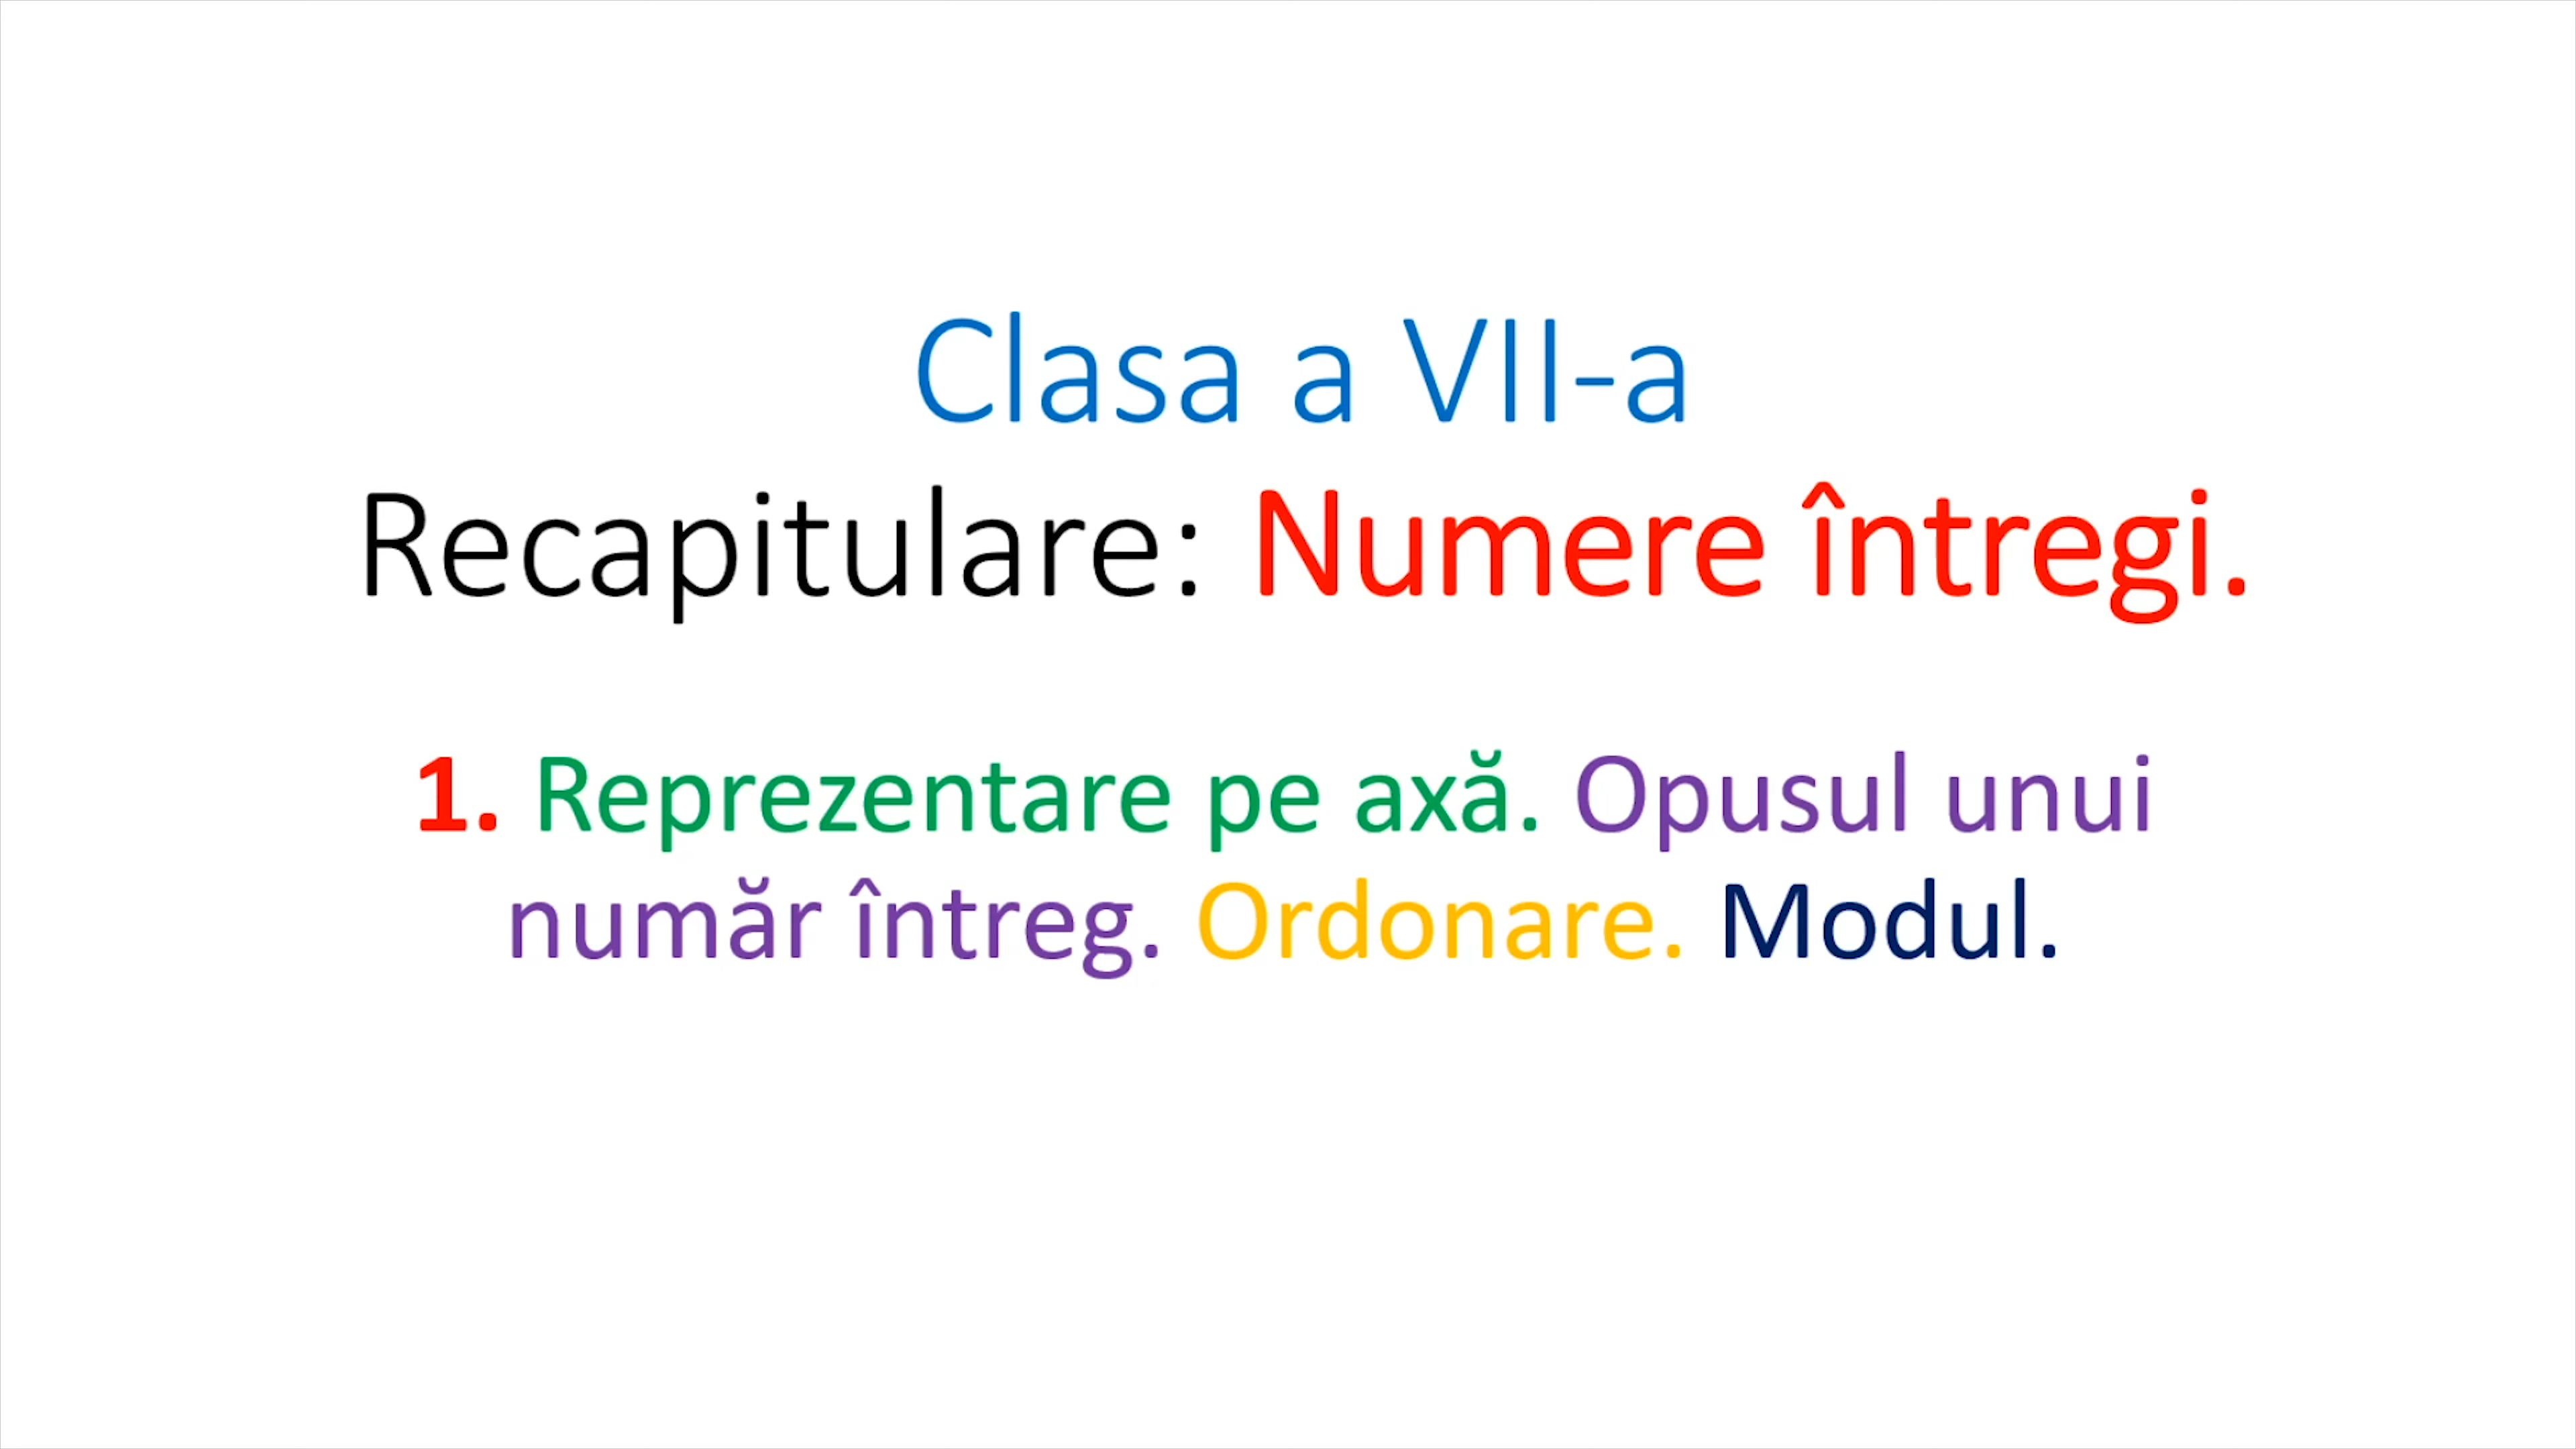 Clasa a VII-a
Recapitulare: Numere întregi.
1. Reprezentare pe axă. Opusul unui
număr întreg. Ordonare. Modul.